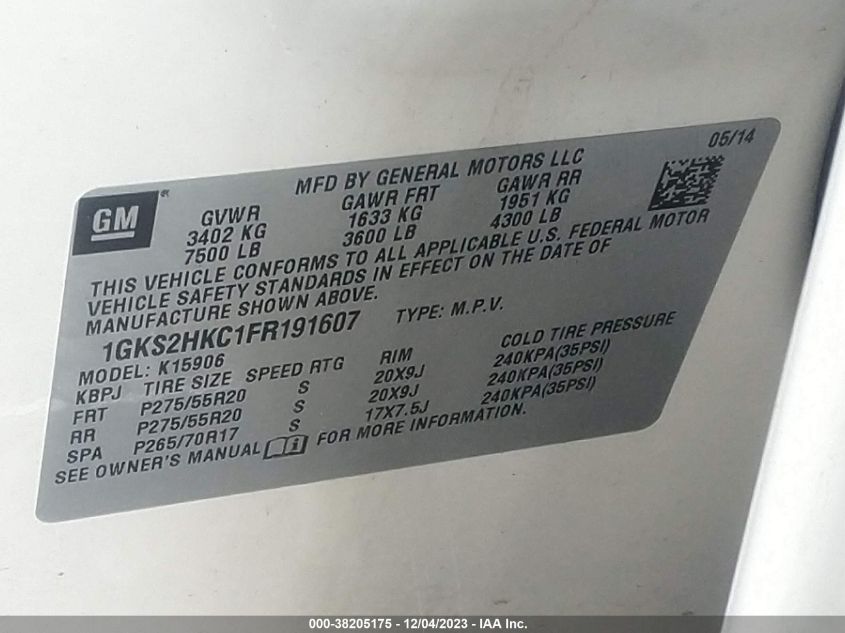 05/14
MFD BY GENERAL MOTORS LLC
GM ®
GVWR GAWR FRT GAWR RR
3402 KG 1633 KG 1951 KG
7500 LB 3600 LB 4300 LB
THIS VEHICLE CONFORMS TO ALL APPLICABLE U.S. FEDERAL MOTOR
VEHICLE SAFETY STANDARDS IN EFFECT ON THE DATE OF
MANUFACTURE SHOWN ABOVE.
1GKS2HKC1FR191607 TYPE: M.P.V.
MODEL: K15906
KBPJ TIRE SIZE SPEED RTG RIM COLD TIRE PRESSURE
FRT P275/55R20 S 20X9J 240KPA(35PSI)
RR P275/55R20 S 20X9J 240KPA(35PSI)
SPA P265/70R17 S 17X7.5J 240KPA(35PSI)
SEE OWNER'S MANUAL i FOR MORE INFORMATION.
000-38205175 - 12/04/2023 - IAA Inc.